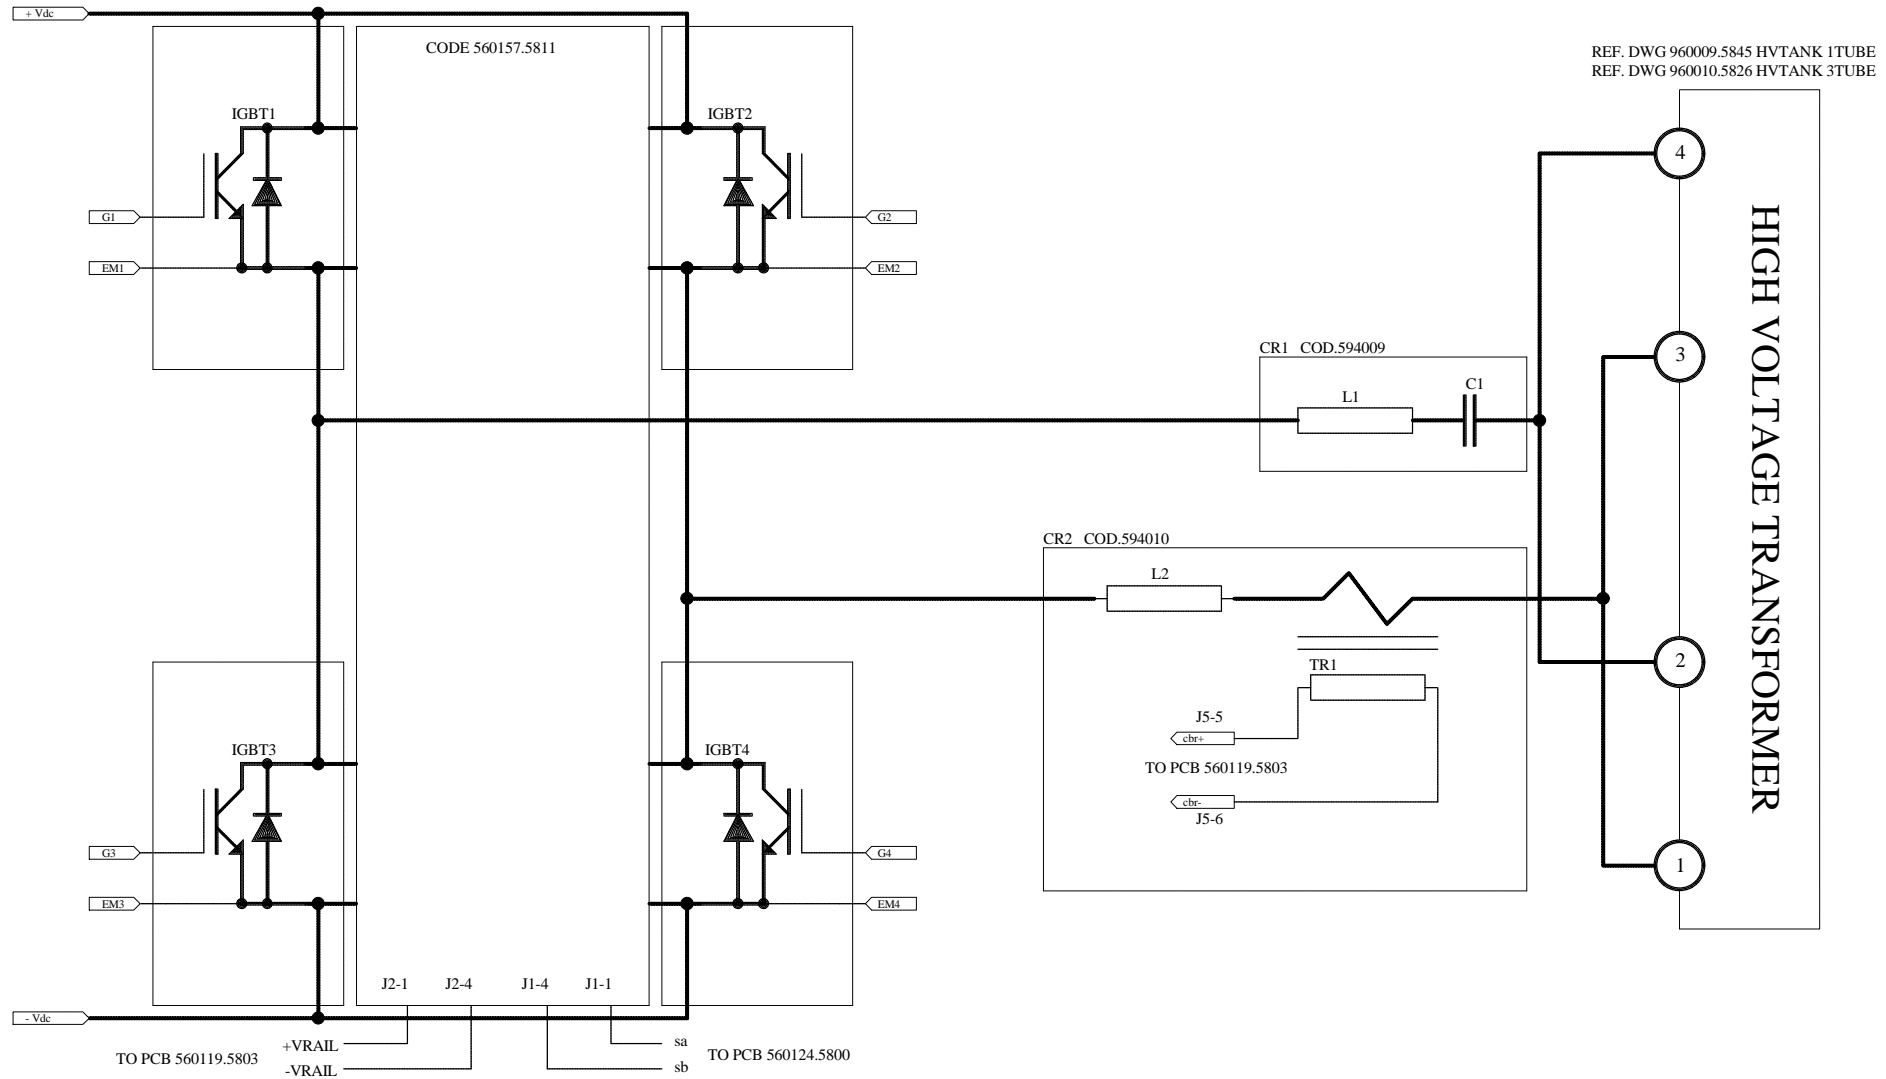 + Vdc
CODE 560157.5811
REF. DWG 960009.5845 HVTANK 1TUBE
REF. DWG 960010.5826 HVTANK 3TUBE
IGBT1
IGBT2
4
G1
G2
EM1
EM2
HIGH VOLTAGE TRANSFORMER
CR1 COD.594009
3
C1
L1
CR2 COD.594010
L2
2
TR1
J5-5
cbr+
IGBT3
IGBT4
TO PCB 560119.5803
cbr-
J5-6
G3
G4
1
EM3
EM4
J2-1
J2-4
J1-4
J1-1
- Vdc
+VRAIL
sa
TO PCB 560119.5803
TO PCB 560124.5800
-VRAIL
sb